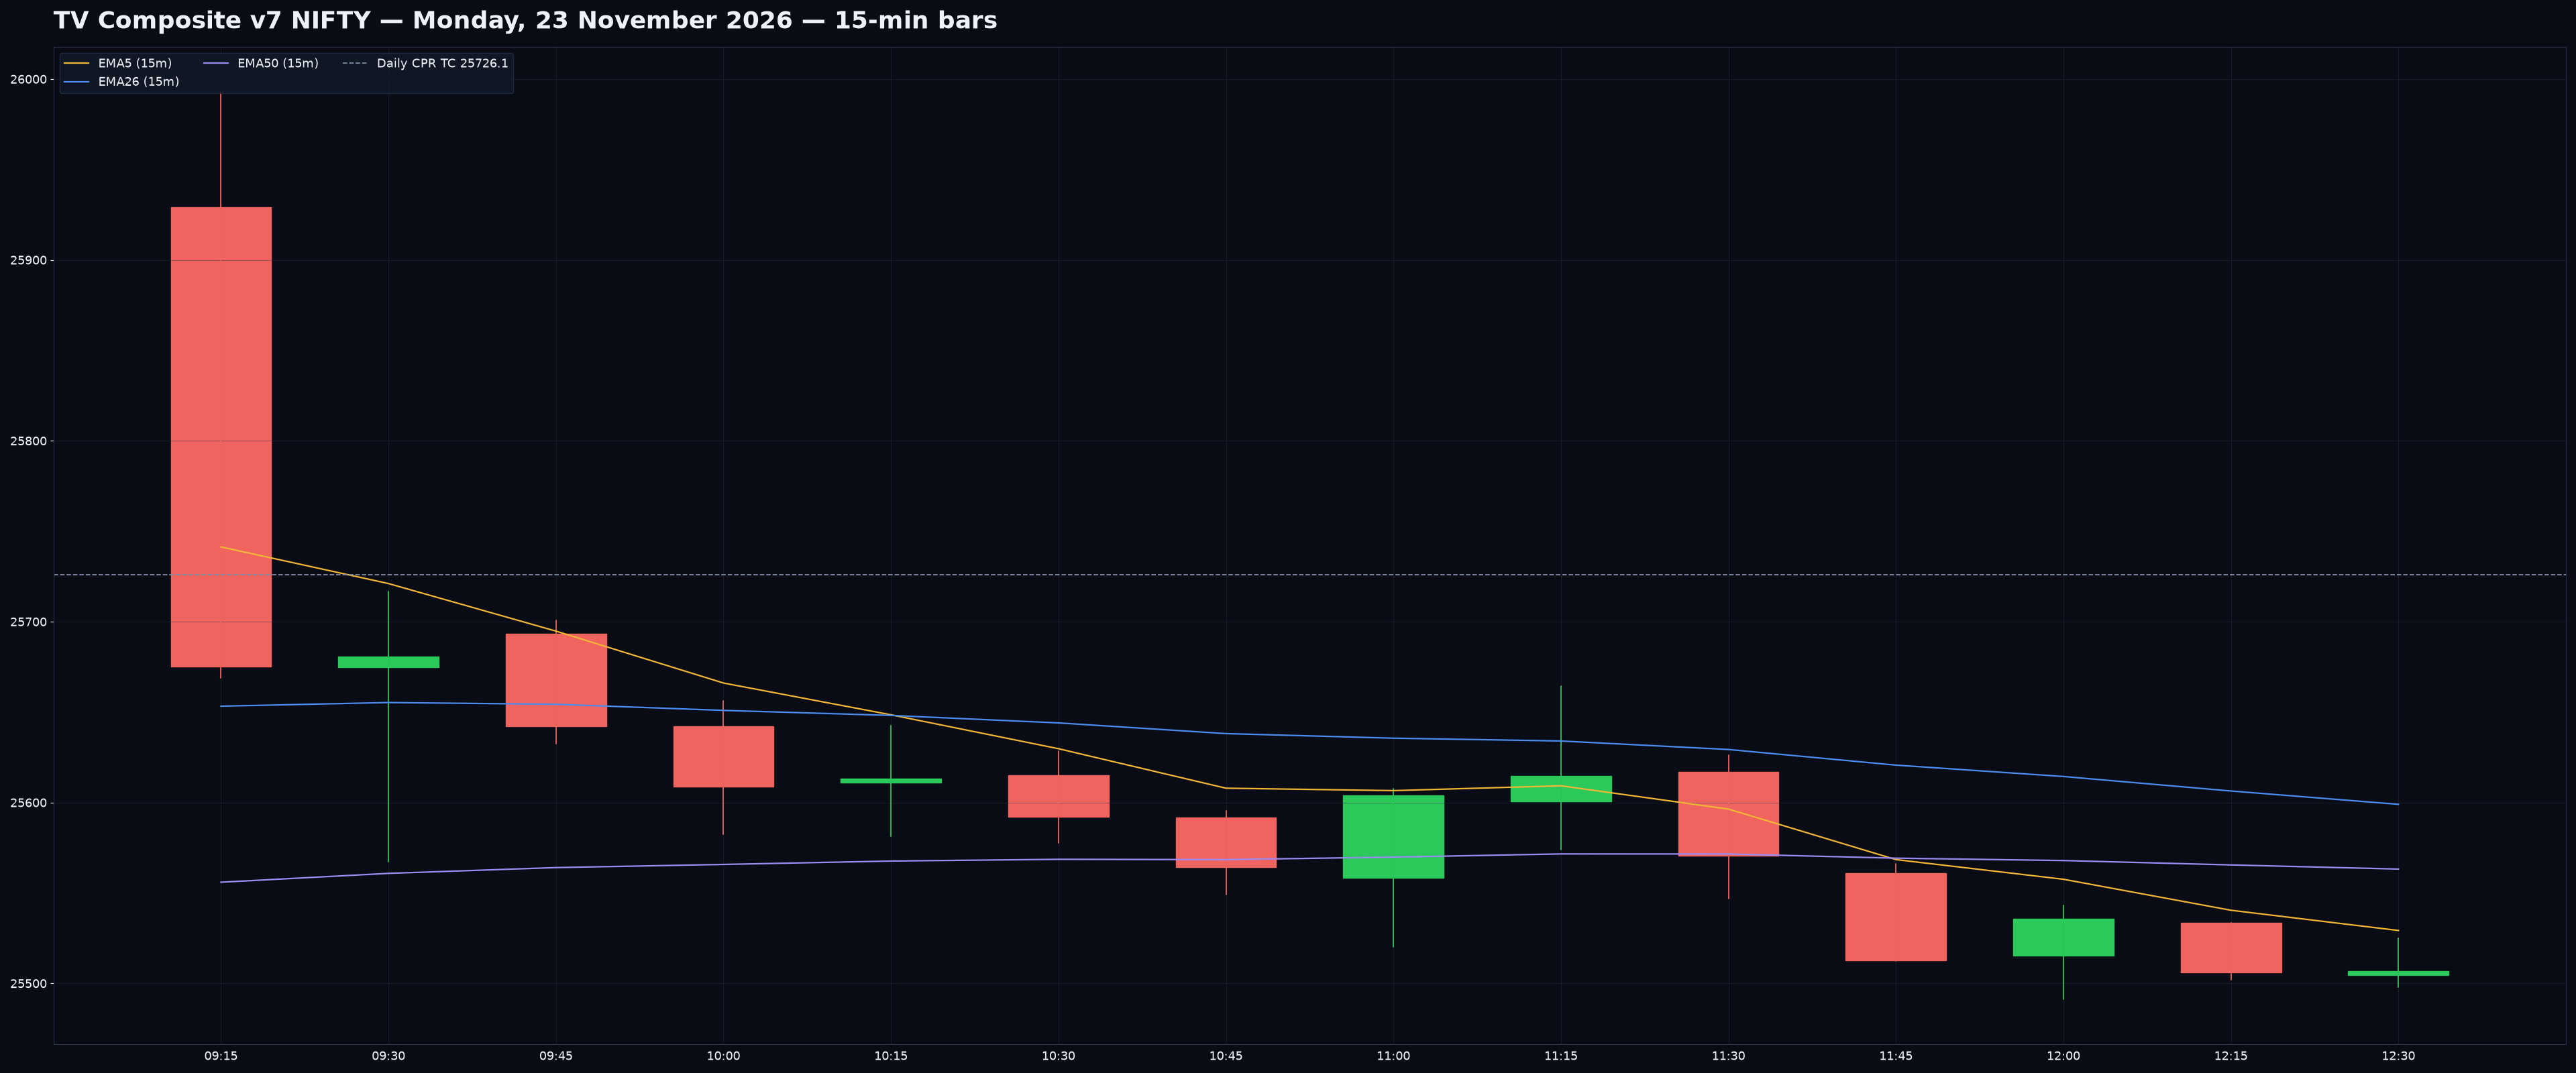 TV Composite v7 NIFTY — Monday, 23 November 2026 — 15-min bars
EMA5 (15m) EMA50 (15m) Daily CPR TC 25726.1
EMA26 (15m)
26000
25900
25800
25700
25600
25500
09:15 09:30 09:45 10:00 10:15 10:30 10:45 11:00 11:15 11:30 11:45 12:00 12:15 12:30